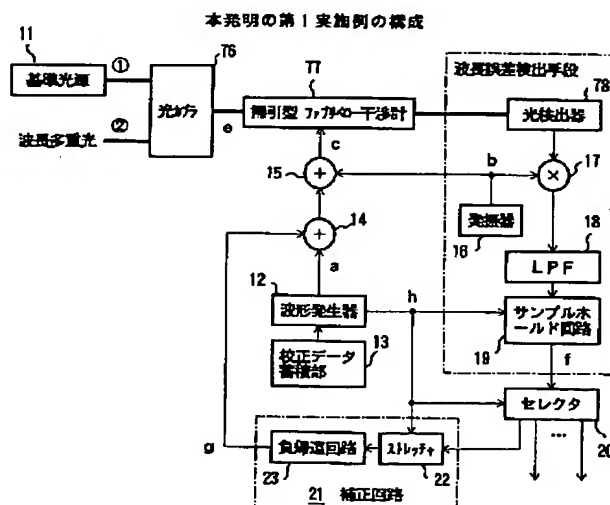 本発明の第1実施例の構成
11
基準光源
①
波長多重光
②
76
光カプラ
e
77
掃引型 ファブリペロー干渉計
波長誤差検出手段
78
光検出器
c
15
+
b
×
17
発振器
16
14
+
a
18
LPF
12
波形発生器
h
サンプルホールド回路
19
校正データ蓄積部
13
f
セレクタ
20
…
g
負帰還回路
23
ストレッチャ
22
21 補正回路